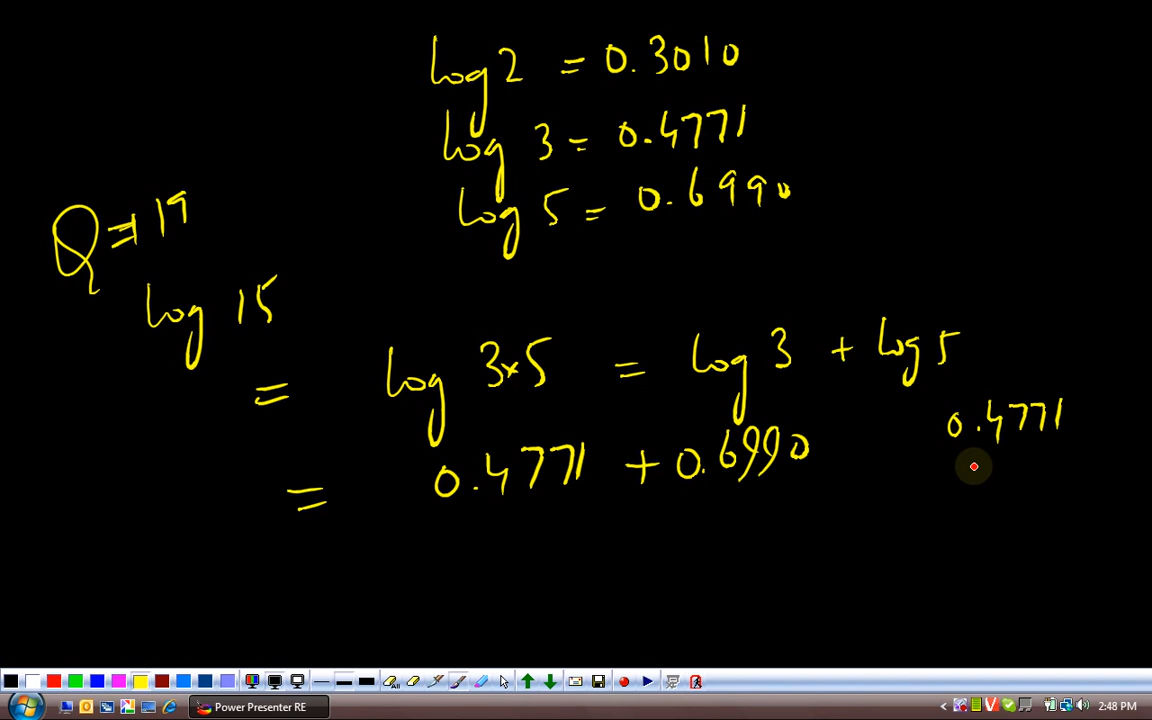 log 2 = 0.3010
log 3 = 0.4771
log 5 = 0.6990
Q = 19
log 15
= log 3×5 = log 3 + log 5
0.4771
= 0.4771 + 0.6990
Power Presenter RE
2:48 PM